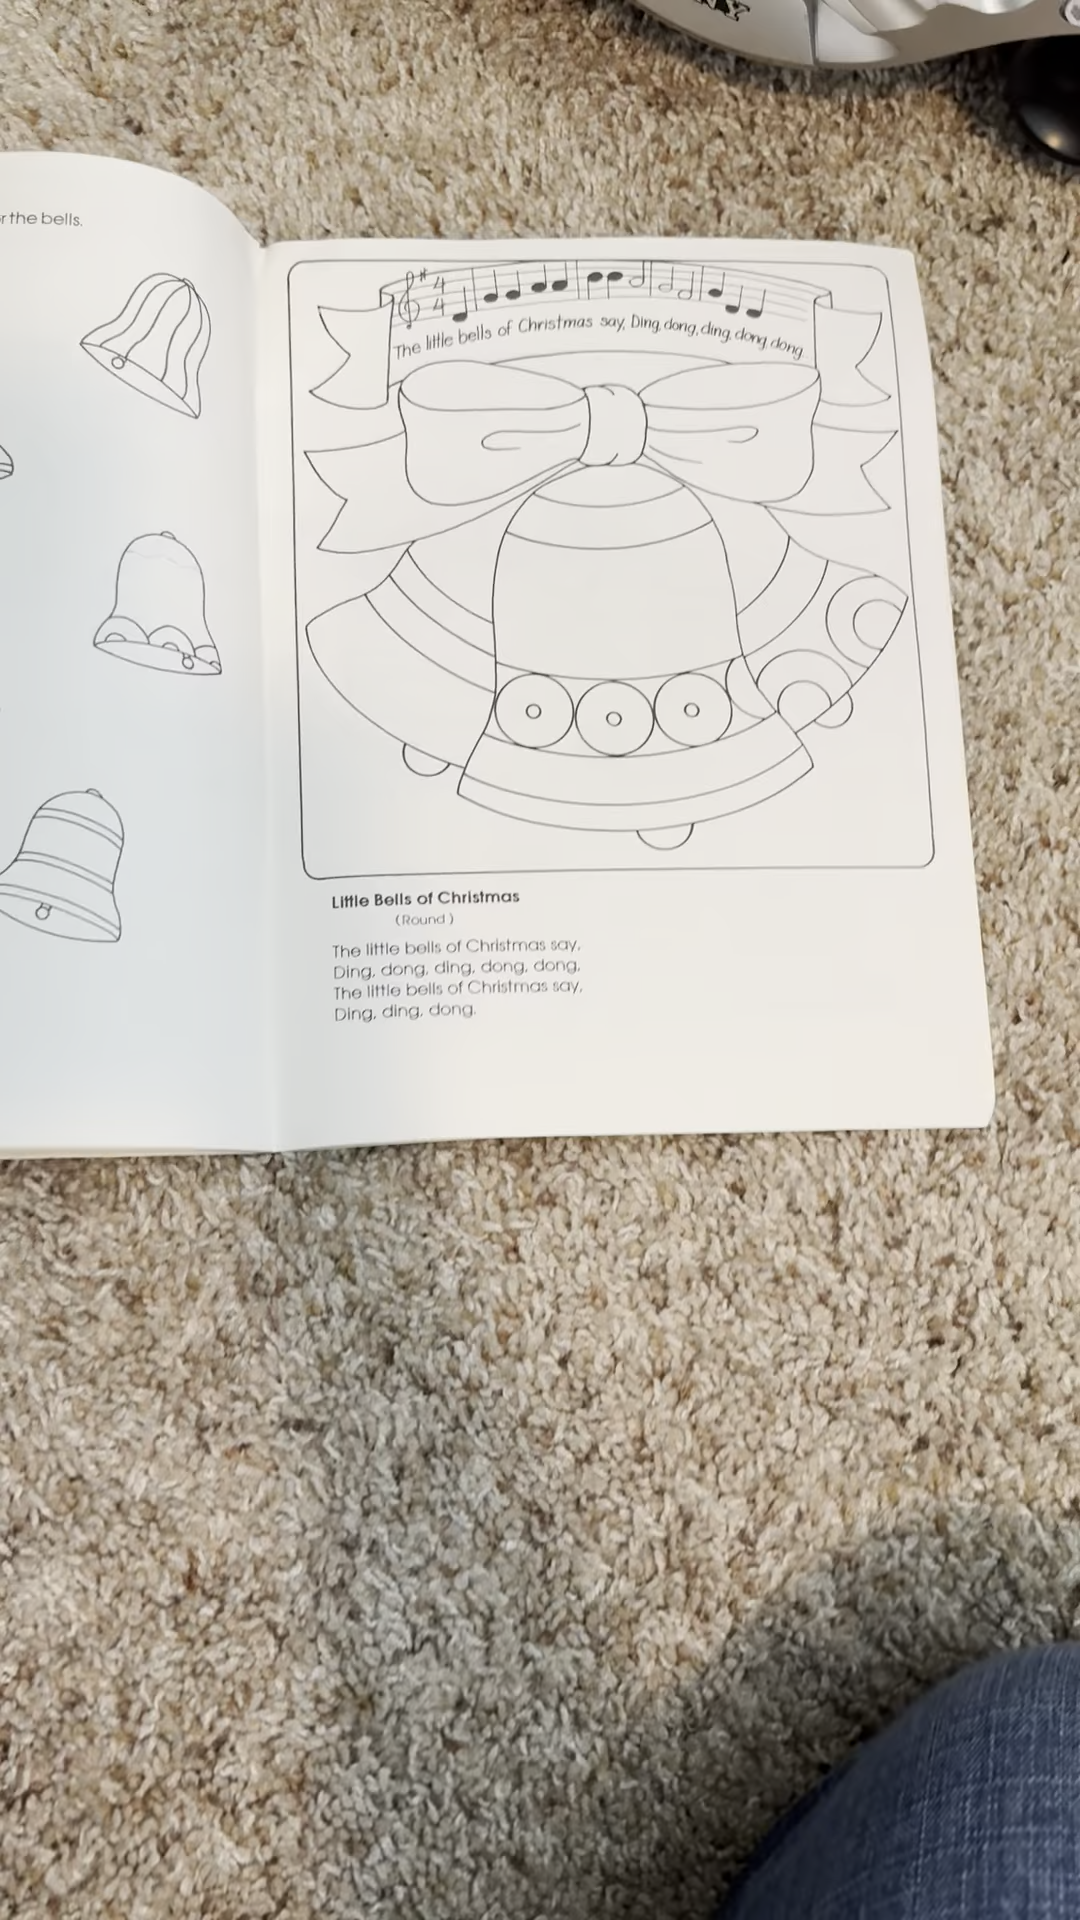 the bells.
4
4
The little bells of Christmas say, Ding, dong, ding, dong, dong
Little Bells of Christmas
(Round)
The little bells of Christmas say,
Ding, dong, ding, dong, dong,
The little bells of Christmas say,
Ding, ding, dong.